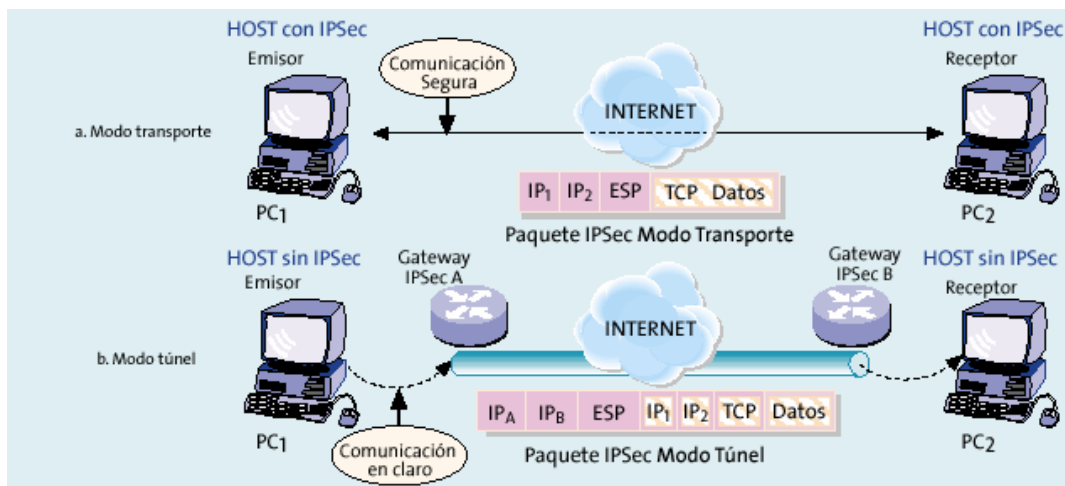 HOST con IPSec
HOST con IPSec
Emisor
Comunicación
Segura
Receptor
INTERNET
a. Modo transporte
IP1 IP2 ESP TCP Datos
PC1
PC2
Paquete IPSec Modo Transporte
HOST sin IPSec
Gateway
IPSec A
Gateway
IPSec B
HOST sin IPSec
Emisor
Receptor
INTERNET
b. Modo túnel
IPA IPB ESP IP1 IP2 TCP Datos
PC1
Comunicación
en claro
Paquete IPSec Modo Túnel
PC2